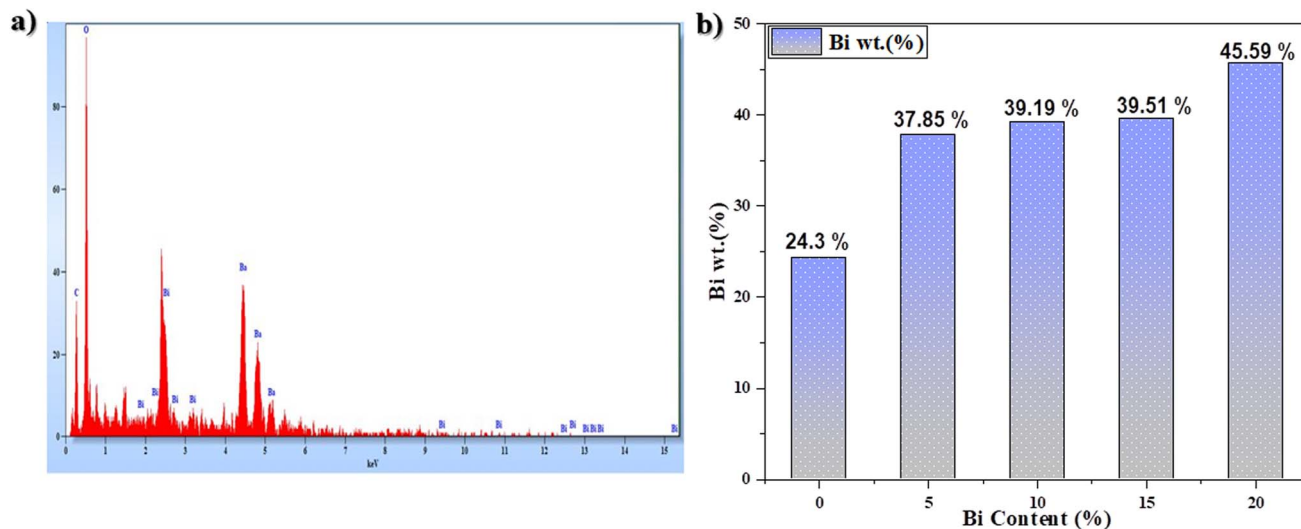 a)
O
80
60
40
20
0
C
Bi
Bi
Bi
Bi
Bi
Ba
Ba
Ba
Bi
Bi
Bi
Bi
Bi
Bi
Bi
Bi
0 1 2 3 4 5 6 7 8 9 10 11 12 13 14 15
keV
b)
Bi wt.(%)
50
40
30
20
10
0
24.3 %
37.85 %
39.19 %
39.51 %
45.59 %
Bi wt.(%)
0 5 10 15 20
Bi Content (%)